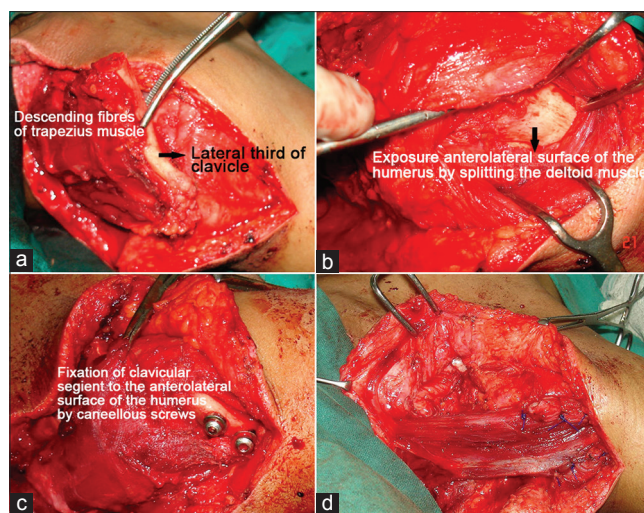 Descending fibres
of trapezius muscle
Lateral third of
clavicle
a
Exposure anterolateral surface of the
humerus by splitting the deltoid muscle
b
Fixation of clavicular
segient to the anterolateral
surface of the humerus
by caneellous screws
c
d